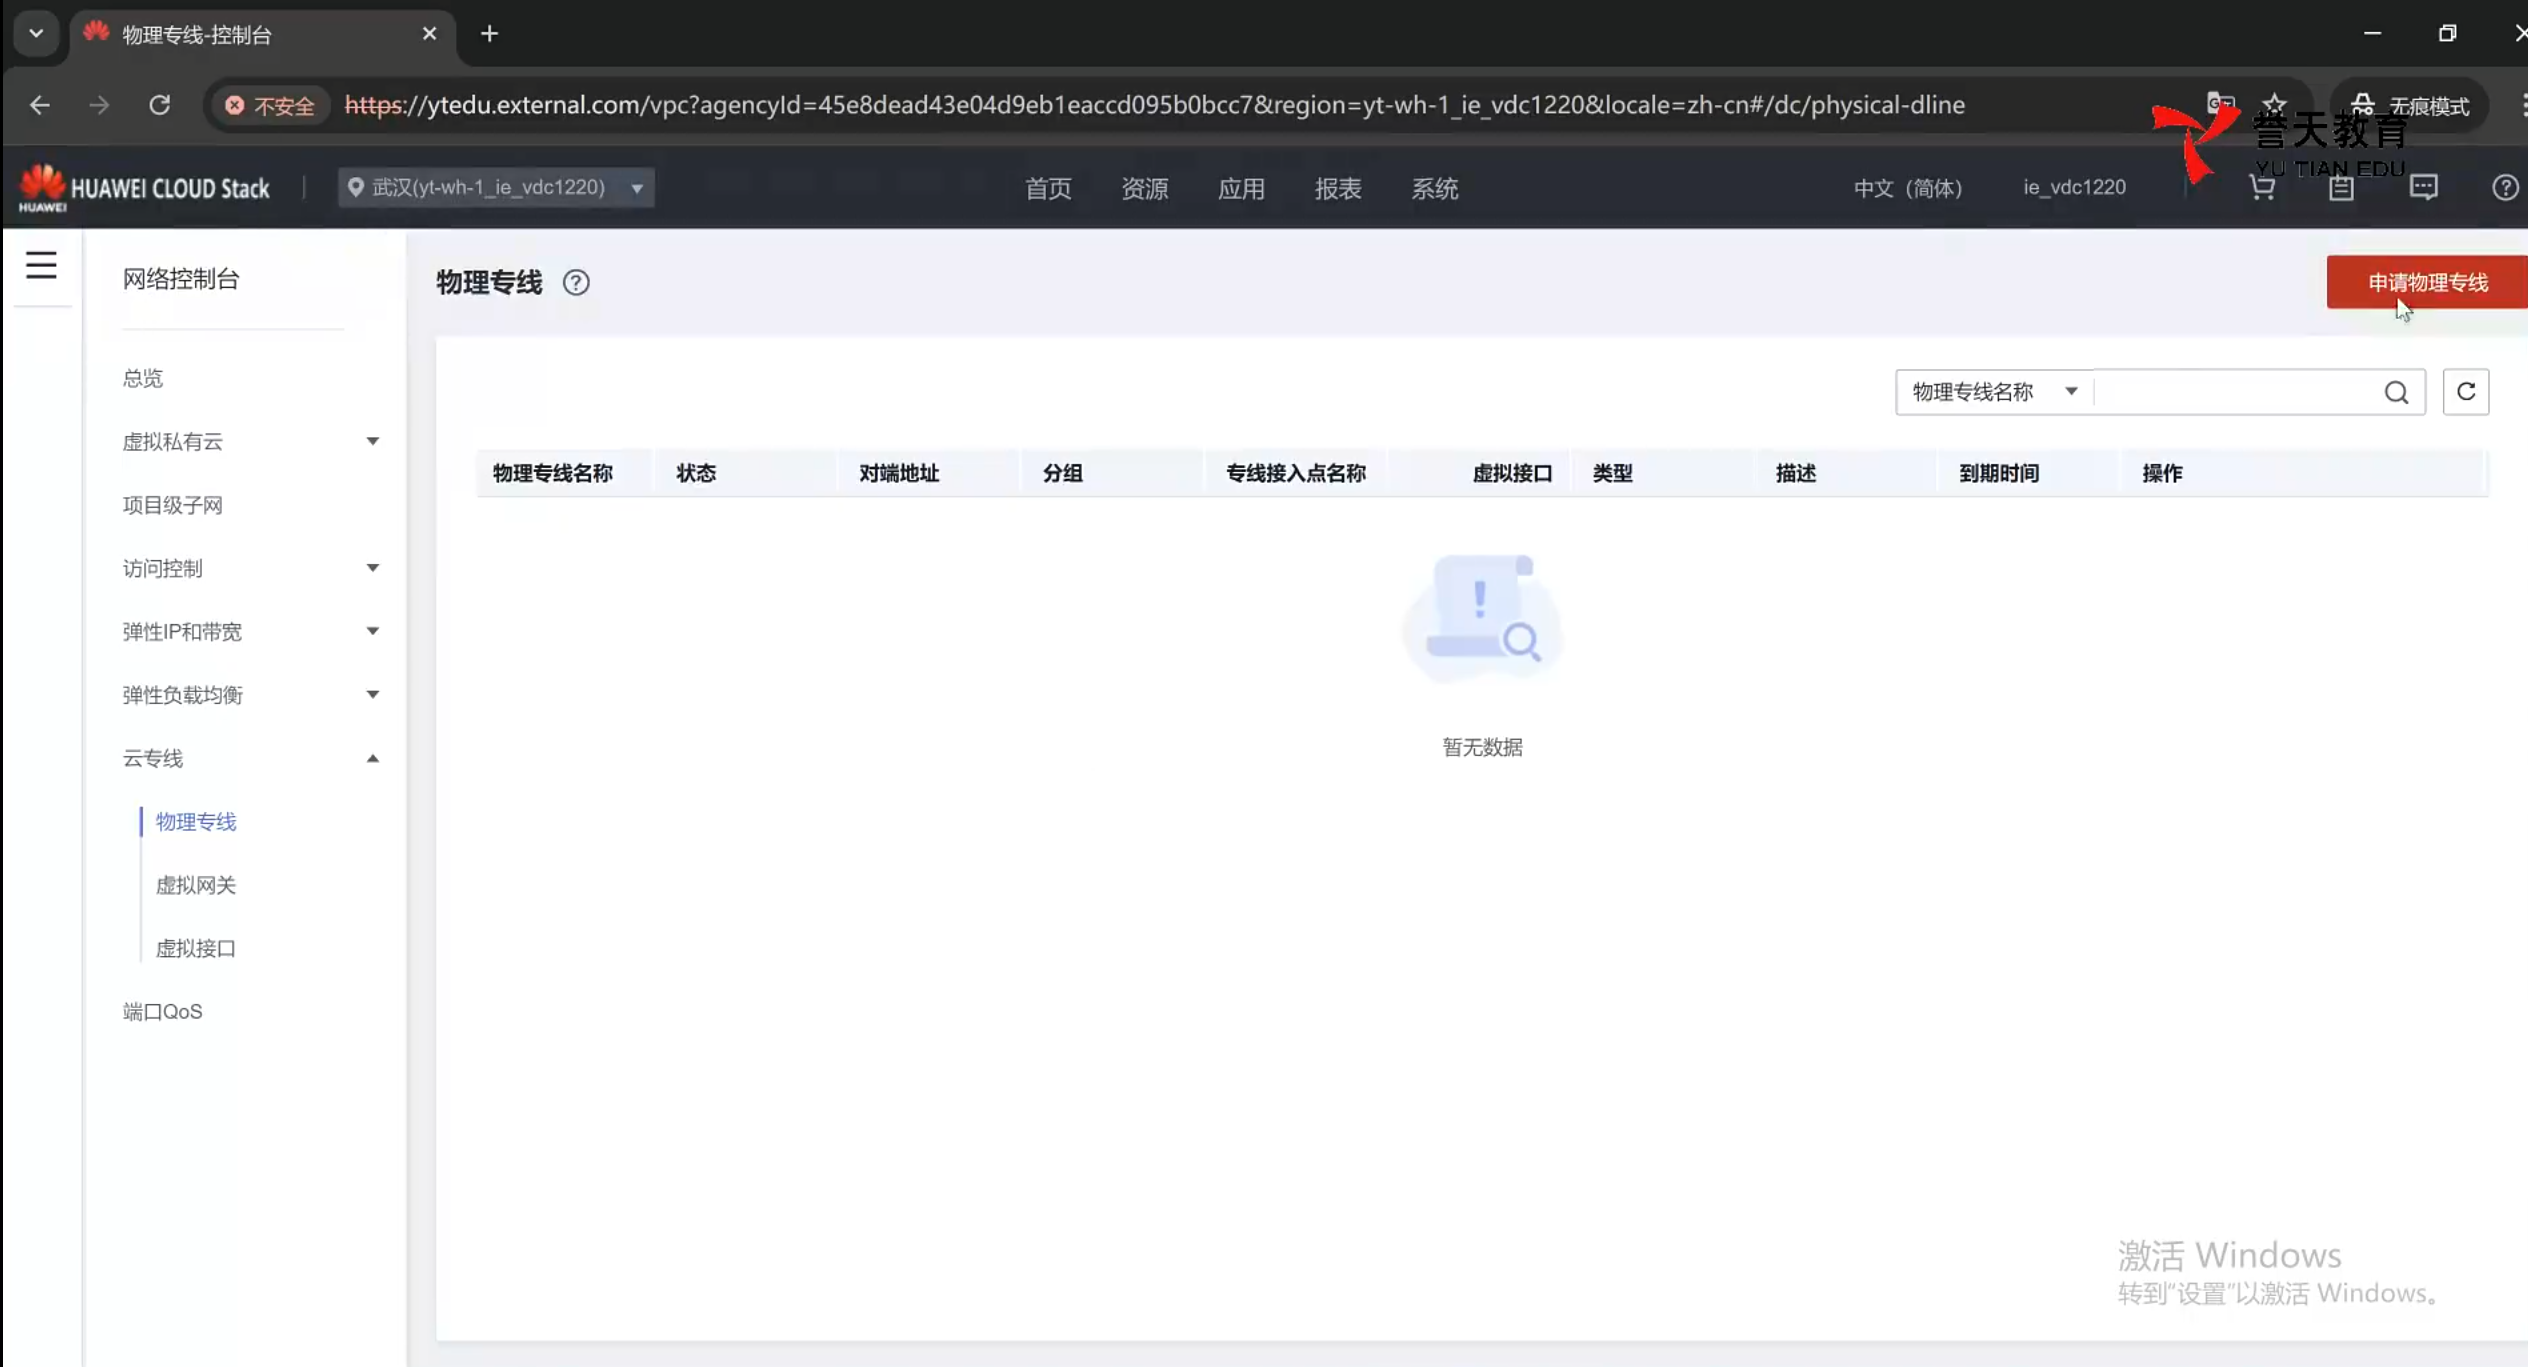 物理专线-控制台
不安全 https://ytedu.external.com/vpc?agencyId=45e8dead43e04d9eb1eaccd095b0bcc7&region=yt-wh-1_ie_vdc1220&locale=zh-cn#/dc/physical-dline 无痕模式
誉天教育
YU TIAN EDU
HUAWEI
HUAWEI CLOUD Stack 武汉(yt-wh-1_ie_vdc1220) 首页 资源 应用 报表 系统 中文（简体） ie_vdc1220
网络控制台
总览
虚拟私有云
项目级子网
访问控制
弹性IP和带宽
弹性负载均衡
云专线
物理专线
虚拟网关
虚拟接口
端口QoS
物理专线 申请物理专线
物理专线名称
物理专线名称 状态 对端地址 分组 专线接入点名称 虚拟接口 类型 描述 到期时间 操作
暂无数据
激活 Windows
转到"设置"以激活 Windows。